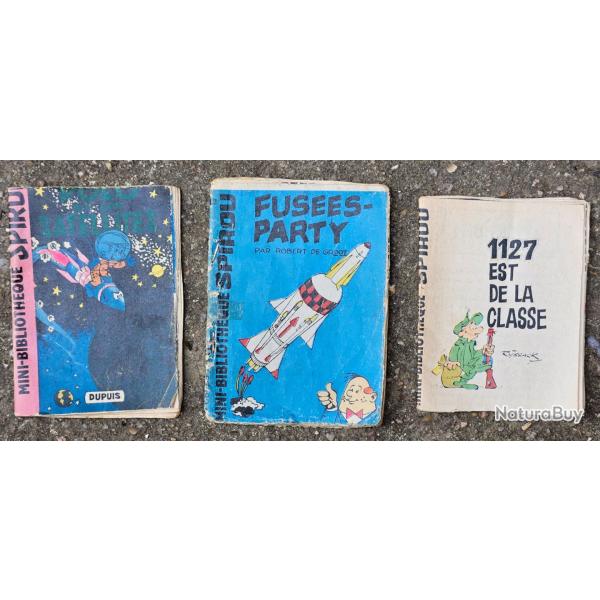 MINI-BIBLIOTHEQUE SPIROU
DUPUIS
MINI-BIBLIOTHEQUE SPIROU
FUSEES-
PARTY
PAR ROBERT DE GROOT
MINI-BIBLIOTHEQUE SPIROU
1127
EST
DE LA
CLASSE
NaturaBuy